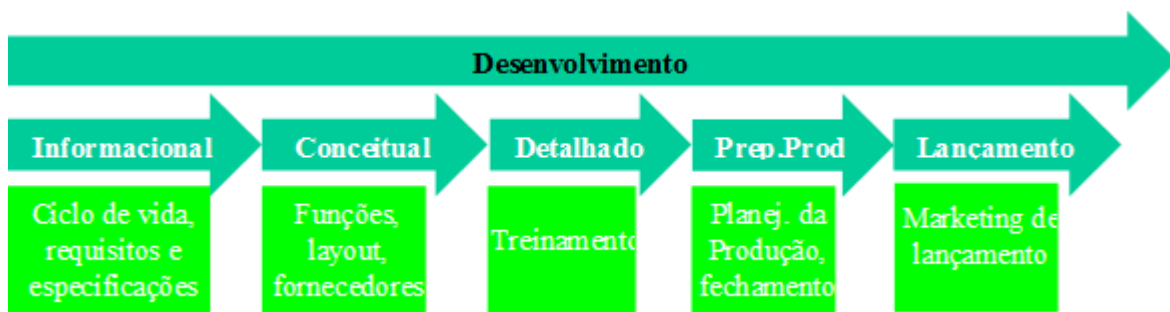 Desenvolvimento
Informacional
Conceitual
Detalhado
Prep.Prod
Lançamento
Ciclo de vida,
requisitos e
especificações
Funções,
layout,
fornecedores
Treinamento
Planej. da
Produção,
fechamento
Marketing de
lançamento